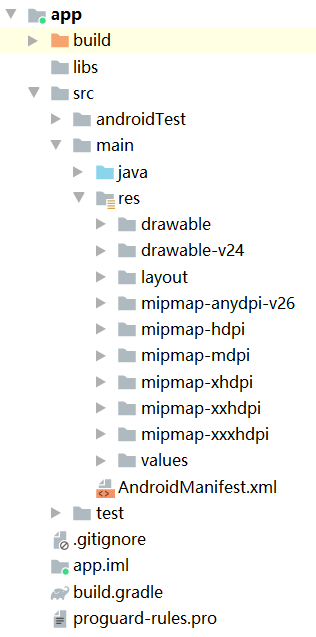 app
build
libs
src
androidTest
main
java
res
drawable
drawable-v24
layout
mipmap-anydpi-v26
mipmap-hdpi
mipmap-mdpi
mipmap-xhdpi
mipmap-xxhdpi
mipmap-xxxhdpi
values
AndroidManifest.xml
test
.gitignore
app.iml
build.gradle
proguard-rules.pro